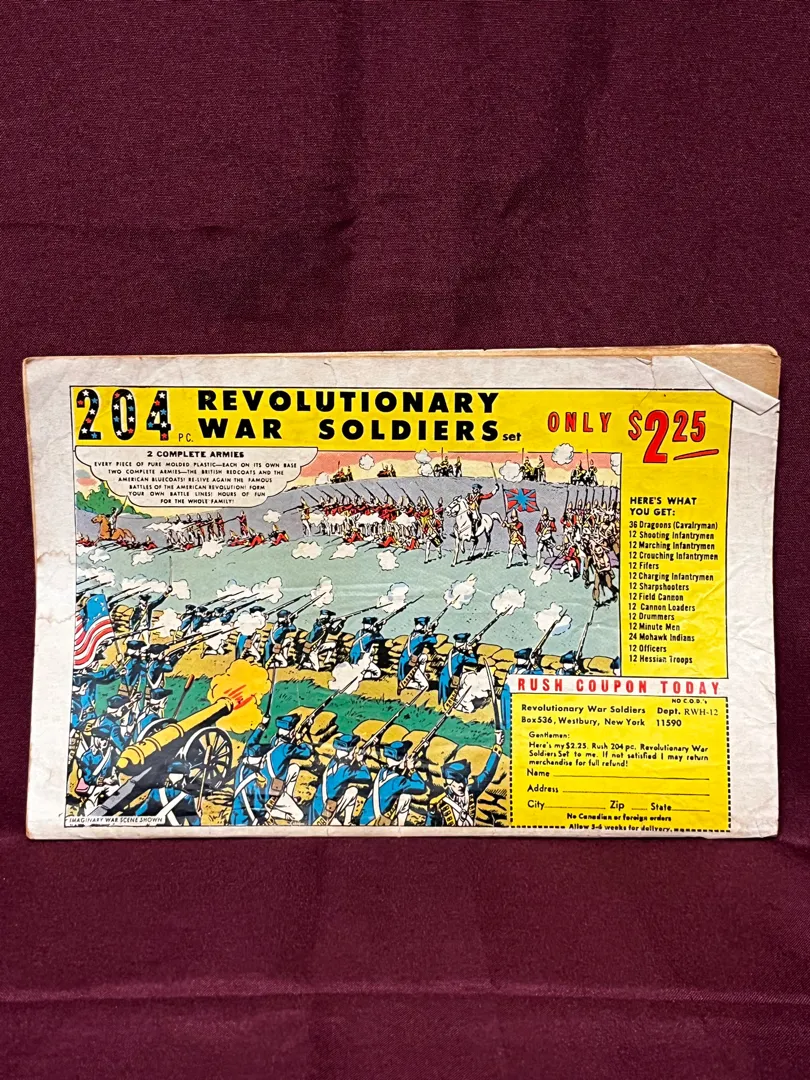 204 PC. REVOLUTIONARY
WAR SOLDIERS set
ONLY $2.25
2 COMPLETE ARMIES
EVERY PIECE OF PURE MOLDED PLASTIC—EACH ON ITS OWN BASE
TWO COMPLETE ARMIES—THE BRITISH REDCOATS AND THE
AMERICAN BLUECOATS! RE-LIVE AGAIN THE FAMOUS
BATTLES OF THE AMERICAN REVOLUTION! FORM
YOUR OWN BATTLE LINES! HOURS OF FUN
FOR THE WHOLE FAMILY!
HERE'S WHAT
YOU GET:
36 Dragoons (Cavalryman)
12 Shooting Infantrymen
12 Marching Infantrymen
12 Crouching Infantrymen
12 Fifers
12 Charging Infantrymen
12 Sharpshooters
12 Field Cannon
12 Cannon Loaders
12 Drummers
12 Minute Men
24 Mohawk Indians
12 Officers
12 Hessian Troops
RUSH COUPON TODAY
NO C.O.D.'s
Revolutionary War Soldiers Dept. RWH-12
Box 536, Westbury, New York 11590
Gentlemen:
Here's my $2.25. Rush 204 pc. Revolutionary War
Soldiers Set to me. If not satisfied I may return
merchandise for full refund!
Name
Address
City Zip State
No Canadian or foreign orders
Allow 5-6 weeks for delivery.
IMAGINARY WAR SCENE SHOWN